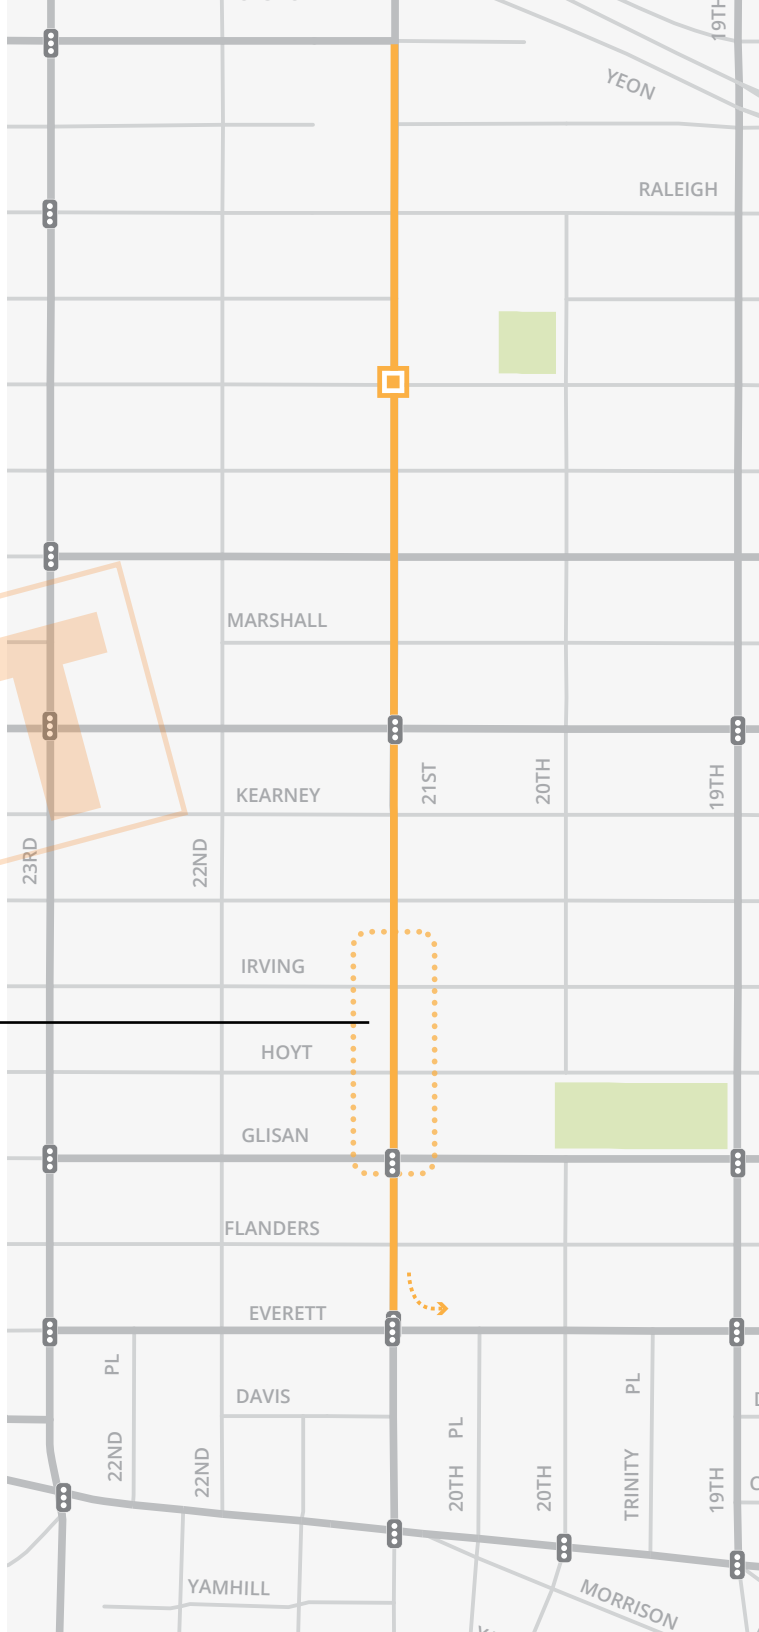 19TH
YEON
RALEIGH
MARSHALL
T
KEARNEY
21ST
20TH
19TH
23RD
22ND
IRVING
HOYT
GLISAN
FLANDERS
EVERETT
PL
DAVIS
PL
PL
22ND
22ND
20TH
20TH
TRINITY
19TH
YAMHILL
MORRISON